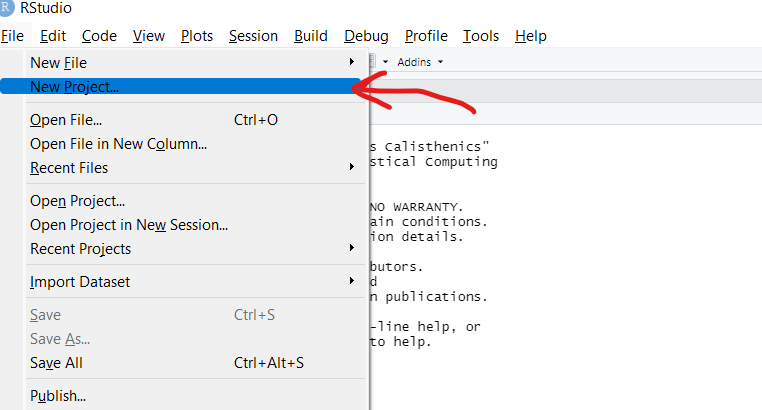 R RStudio
File Edit Code View Plots Session Build Debug Profile Tools Help
New File
Addins
New Project...
Open File... Ctrl+O
Open File in New Column...
s Calisthenics"
Recent Files
stical Computing
Open Project...
NO WARRANTY.
Open Project in New Session...
ain conditions.
ion details.
Recent Projects
butors.
Import Dataset
d
n publications.
Save Ctrl+S
-line help, or
Save As...
to help.
Save All Ctrl+Alt+S
Publish...